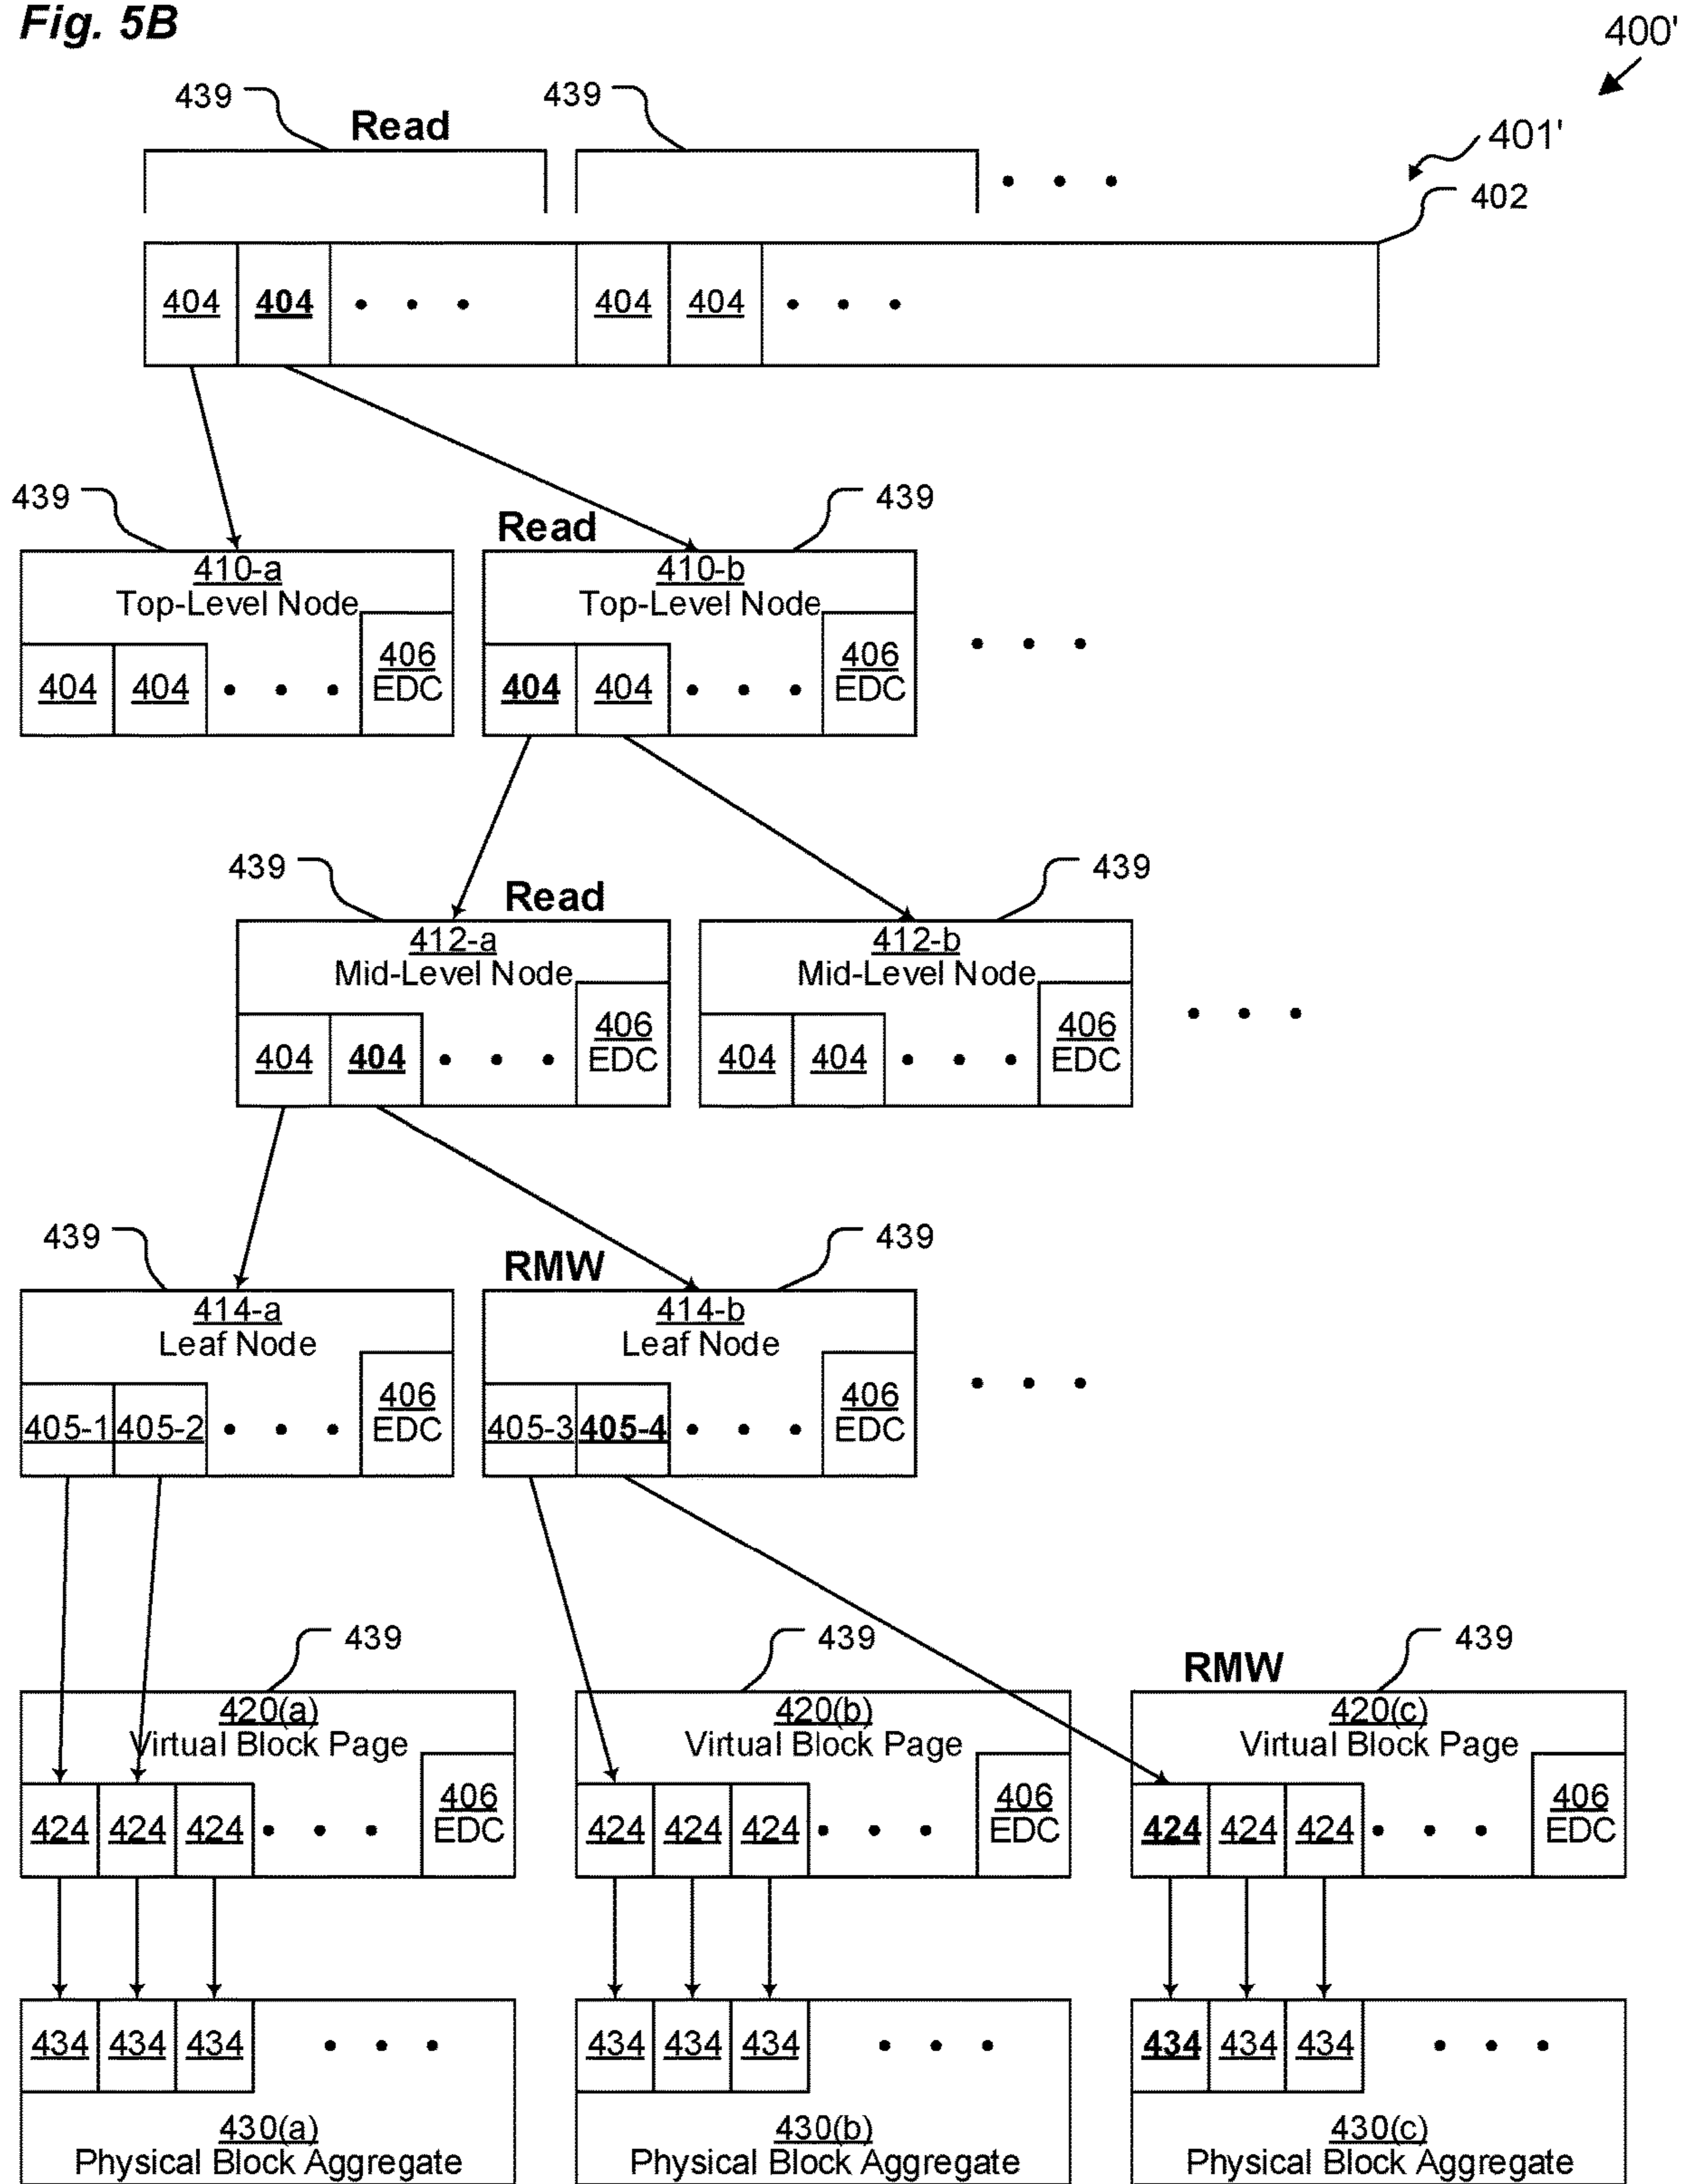 Fig. 5B
400'
439 Read 439
401'
402
404 404 • • • 404 404 • • •
439 Read 439
410-a 410-b
Top-Level Node Top-Level Node
406 406
404 404 • • • EDC 404 404 • • • EDC
439 Read 439
412-a 412-b
Mid-Level Node Mid-Level Node
406 406
404 404 • • • EDC 404 404 • • • EDC
439 RMW 439
414-a 414-b
Leaf Node Leaf Node
406 406
405-1 405-2 • • • EDC 405-3 405-4 • • • EDC
439 439 RMW 439
420(a) 420(b) 420(c)
Virtual Block Page Virtual Block Page Virtual Block Page
406 406 406
424 424 424 • • • EDC 424 424 424 • • • EDC 424 424 424 • • • EDC
434 434 434 • • • 434 434 434 • • • 434 434 434 • • •
430(a) 430(b) 430(c)
Physical Block Aggregate Physical Block Aggregate Physical Block Aggregate